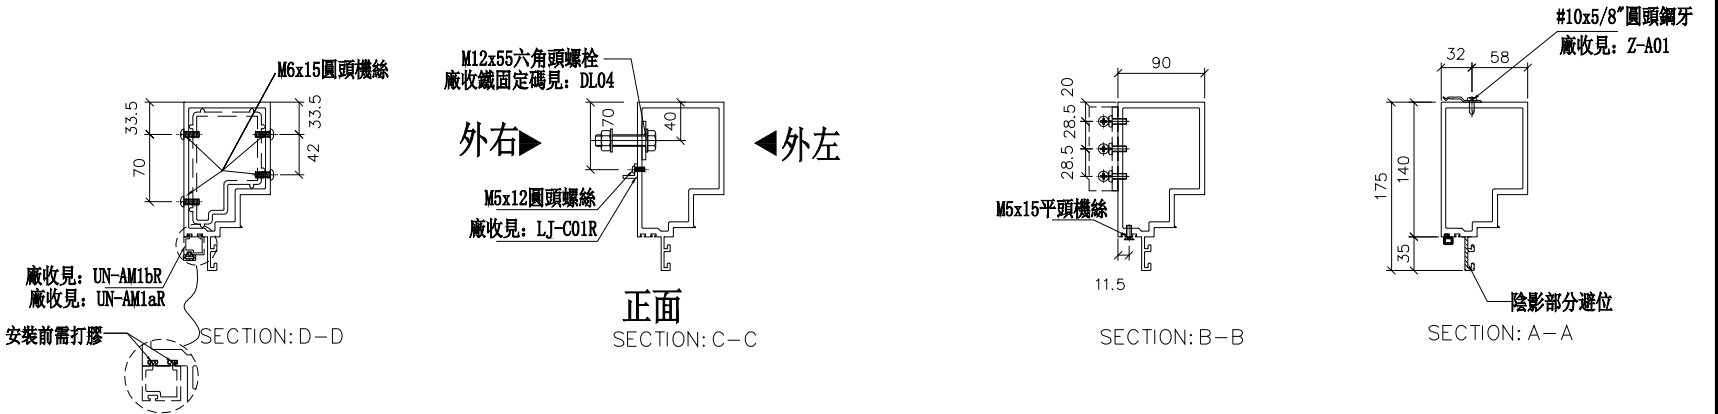 M6x15圓頭機絲
33.5
70
33.5
42
廠收見: UN-AM1bR
廠收見: UN-AM1aR
安裝前需打膠
SECTION: D-D
M12x55六角頭螺栓
廠收鐵固定碼見: DL04
外右
70
40
外左
M5x12圓頭螺絲
廠收見: LJ-C01R
正面
SECTION: C-C
90
20
28.5
28.5
M5x15平頭機絲
11.5
SECTION: B-B
#10x5/8"圓頭鋼牙
廠收見: Z-A01
32
58
175
140
35
陰影部分避位
SECTION: A-A